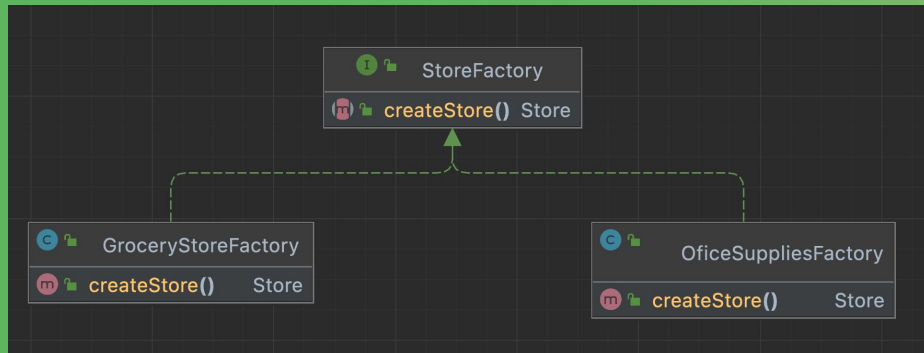 I StoreFactory
m createStore() Store
C GroceryStoreFactory
m createStore() Store
C OficeSuppliesFactory
m createStore() Store